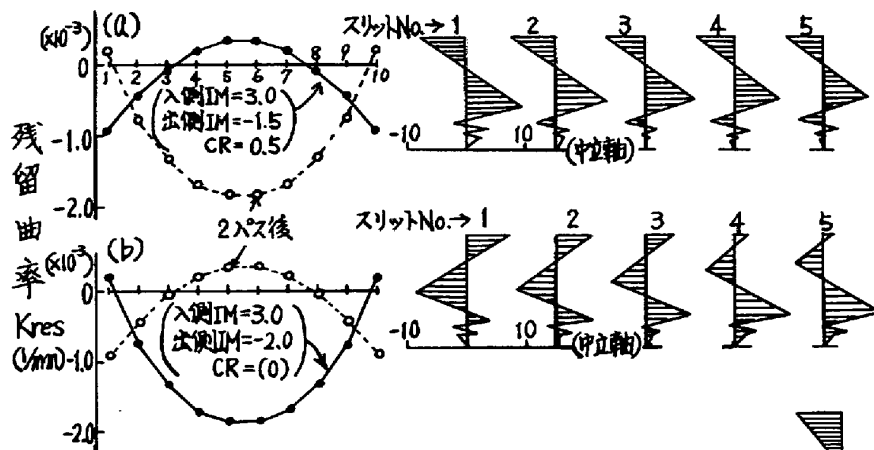 (a)
(×10⁻³)
0
-1.0
-2.0
1 2 3 4 5 6 7 8 9 10
入側IM=3.0
出側IM=-1.5
CR=0.5
スリットNo.→ 1 2 3 4 5
-10 10 (中立軸)
2パス後
(b)
(×10⁻³)
0
-1.0
-2.0
入側IM=3.0
出側IM=-2.0
CR=(0)
スリットNo.→ 1 2 3 4 5
-10 10 (中立軸)
残留曲率
Kres
(1/mm)